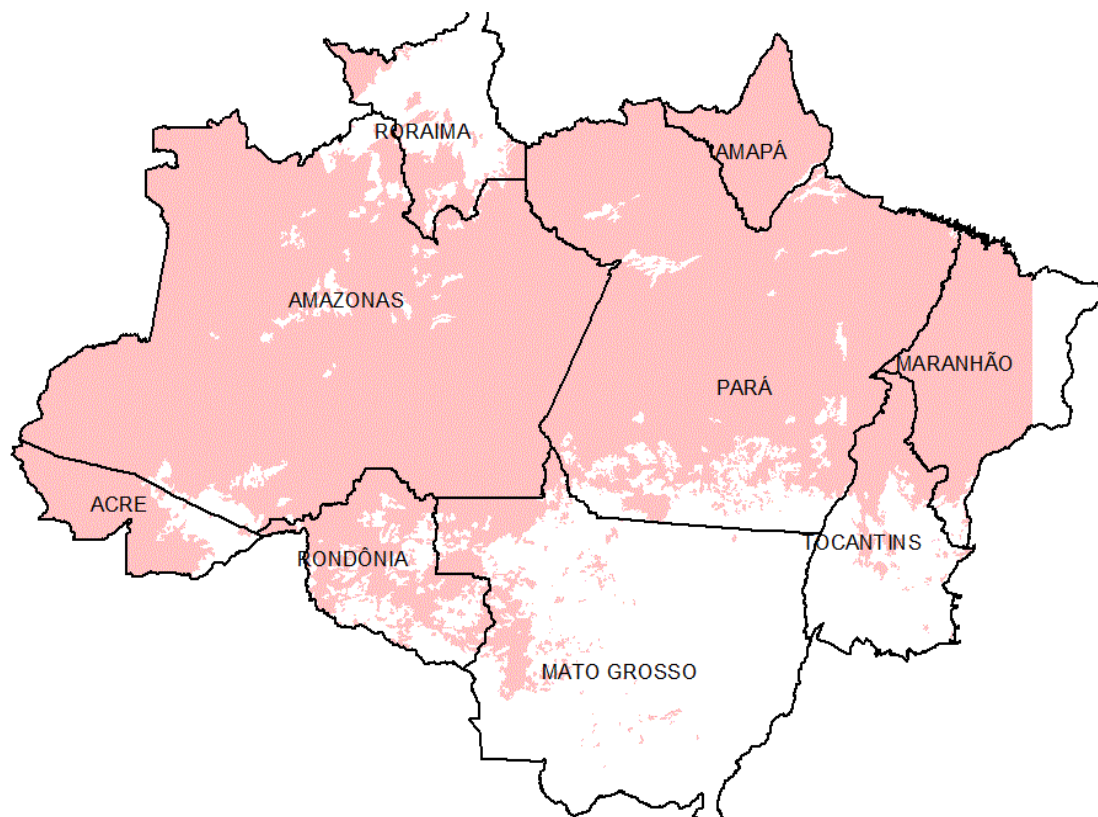 RORAIMA
AMAPÁ
AMAZONAS
MARANHÃO
PARÁ
ACRE
TOCANTINS
RONDÔNIA
MATO GROSSO